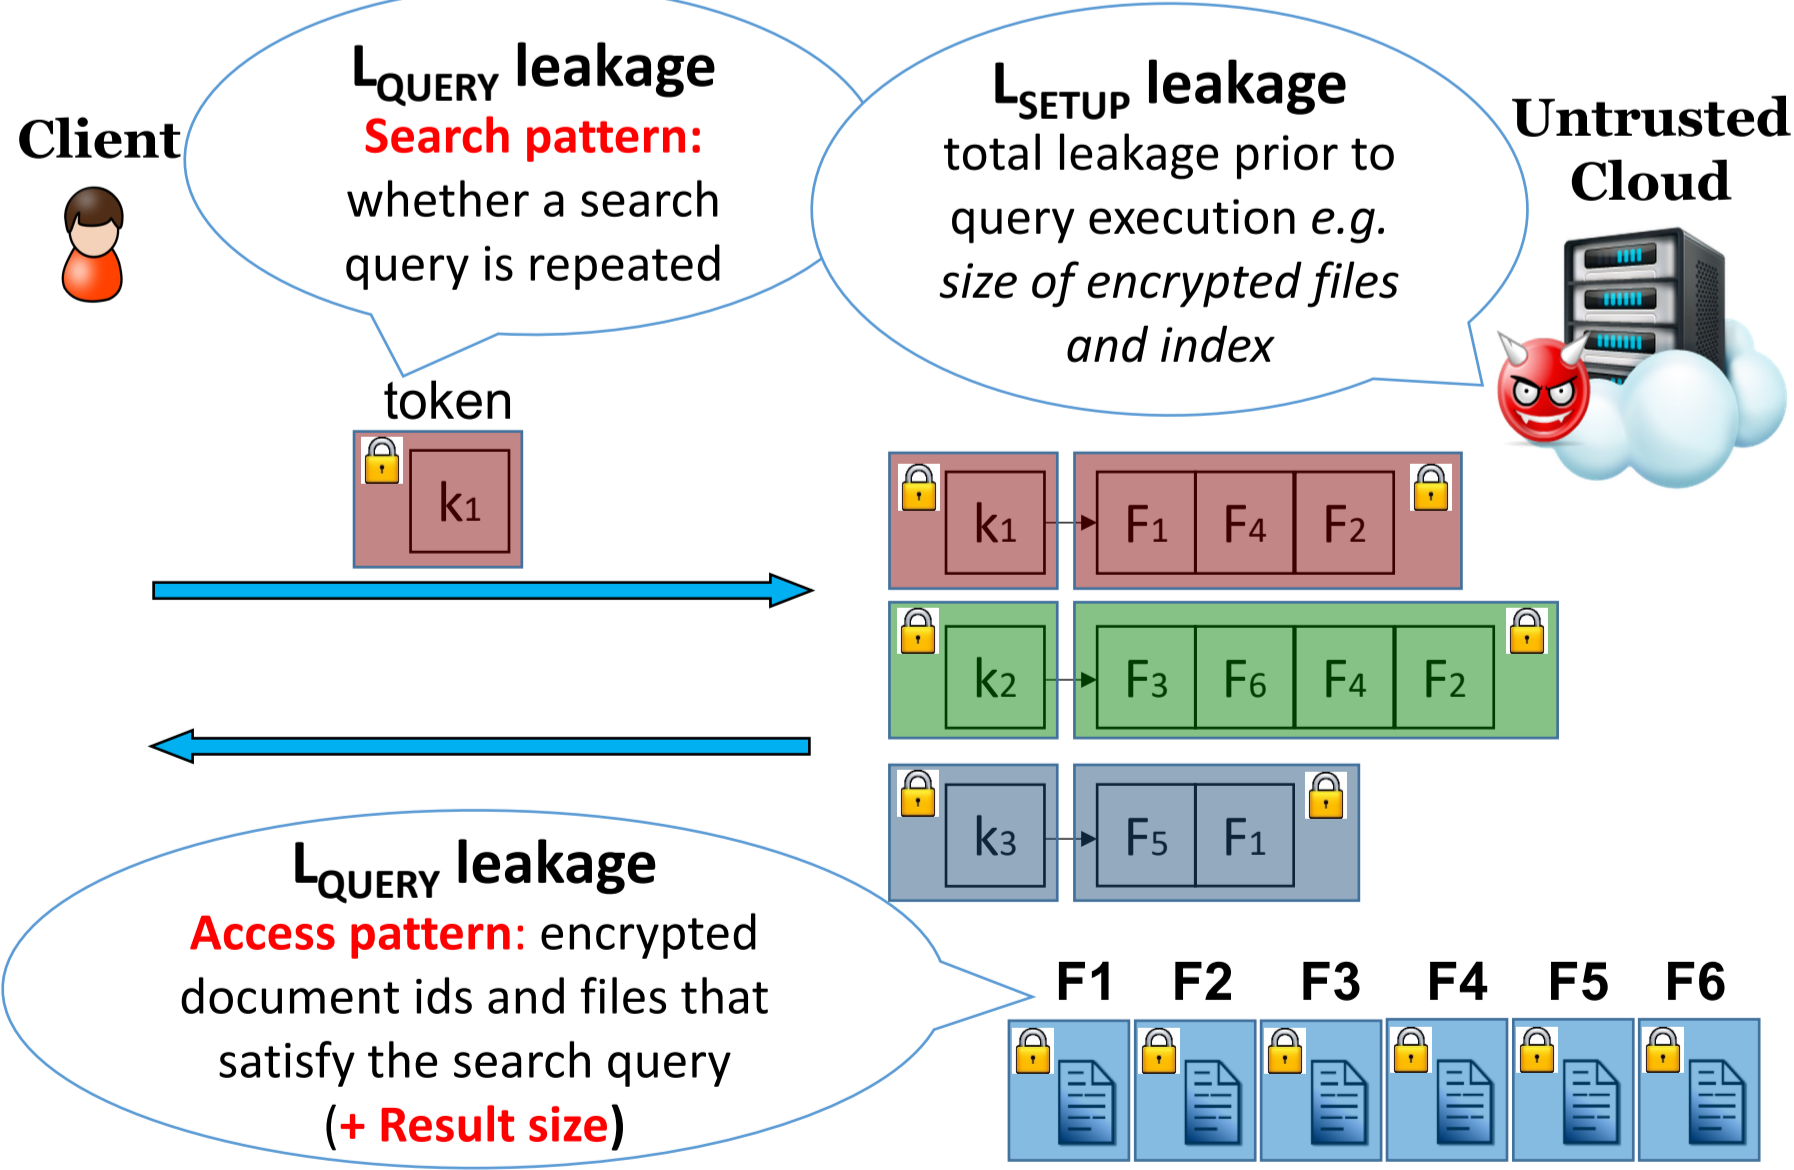 Client
L_QUERY leakage
Search pattern:
whether a search
query is repeated
L_SETUP leakage
total leakage prior to
query execution e.g.
size of encrypted files
and index
Untrusted
Cloud
token
k1
k1 F1 F4 F2
k2 F3 F6 F4 F2
k3 F5 F1
L_QUERY leakage
Access pattern: encrypted
document ids and files that
satisfy the search query
(+ Result size)
F1 F2 F3 F4 F5 F6